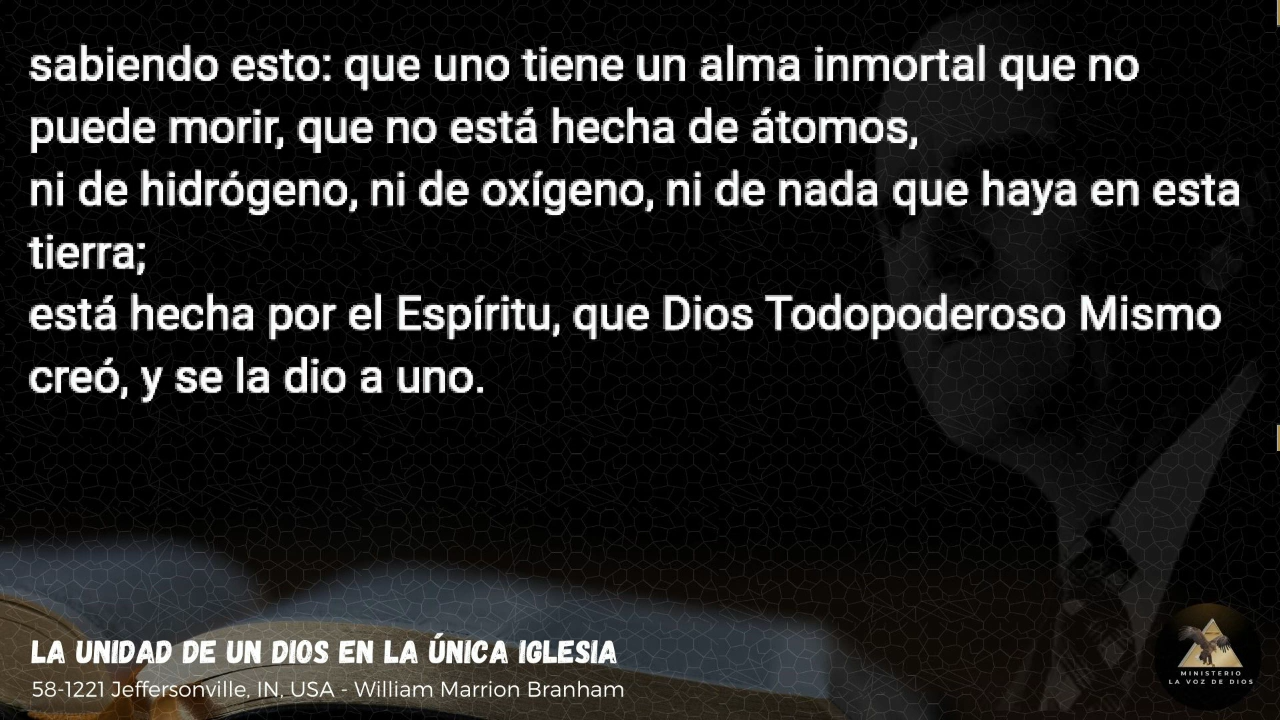 sabiendo esto: que uno tiene un alma inmortal que no
puede morir, que no está hecha de átomos,
ni de hidrógeno, ni de oxígeno, ni de nada que haya en esta
tierra;
está hecha por el Espíritu, que Dios Todopoderoso Mismo
creó, y se la dio a uno.
LA UNIDAD DE UN DIOS EN LA ÚNICA IGLESIA
58-1221 Jeffersonville, IN, USA - William Marrion Branham
MINISTERIO
LA VOZ DE DIOS